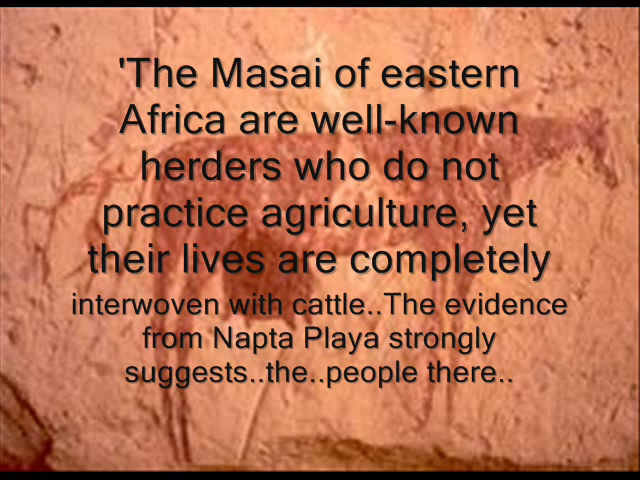 'The Masai of eastern
Africa are well-known
herders who do not
practice agriculture, yet
their lives are completely
interwoven with cattle..The evidence
from Napta Playa strongly
suggests..the..people there..